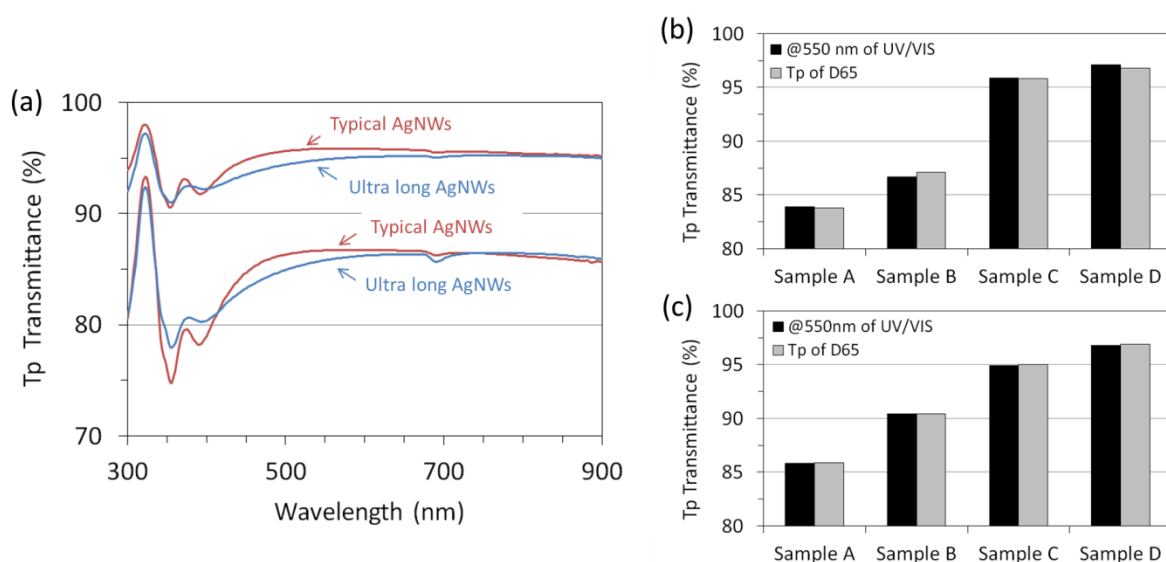 (a)
Tp Transmittance (%)
100
90
80
70
Typical AgNWs
Ultra long AgNWs
Typical AgNWs
Ultra long AgNWs
300 500 700 900
Wavelength (nm)
(b)
Tp Transmittance (%)
100
95
90
85
80
@550 nm of UV/VIS
Tp of D65
Sample A Sample B Sample C Sample D
(c)
Tp Transmittance (%)
100
95
90
85
80
@550nm of UV/VIS
Tp of D65
Sample A Sample B Sample C Sample D